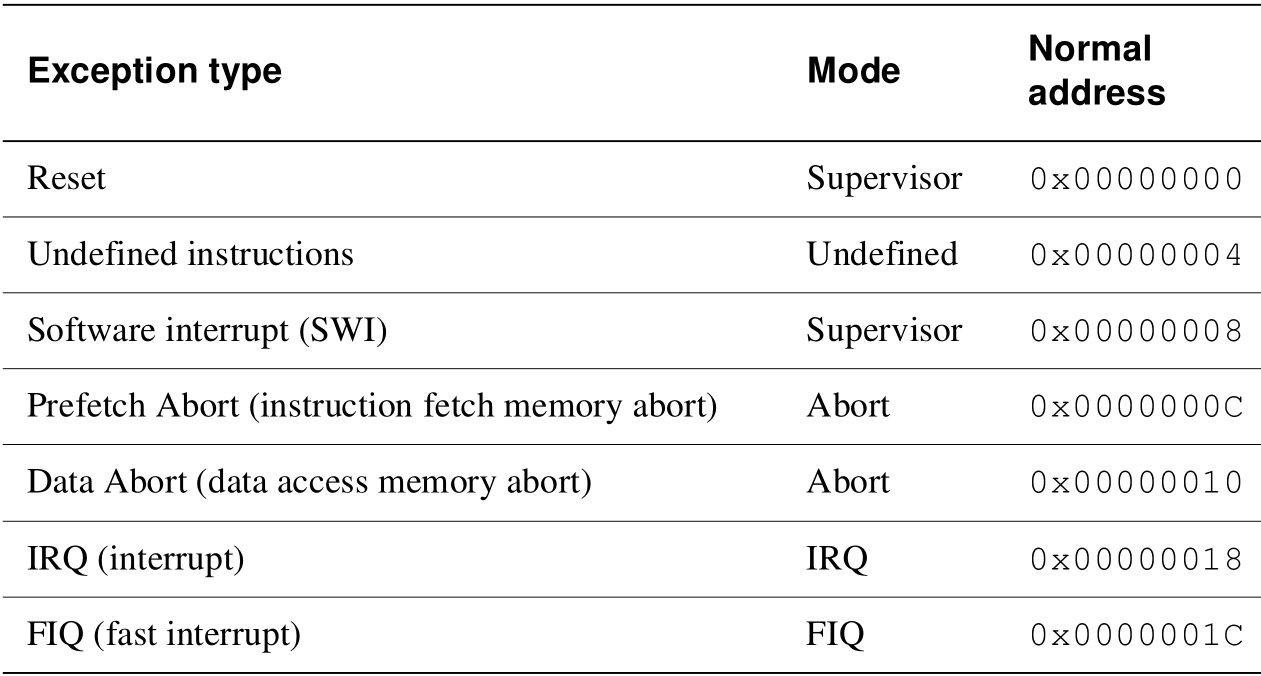 Exception type Mode Normal address
Reset Supervisor 0x00000000
Undefined instructions Undefined 0x00000004
Software interrupt (SWI) Supervisor 0x00000008
Prefetch Abort (instruction fetch memory abort) Abort 0x0000000C
Data Abort (data access memory abort) Abort 0x00000010
IRQ (interrupt) IRQ 0x00000018
FIQ (fast interrupt) FIQ 0x0000001C